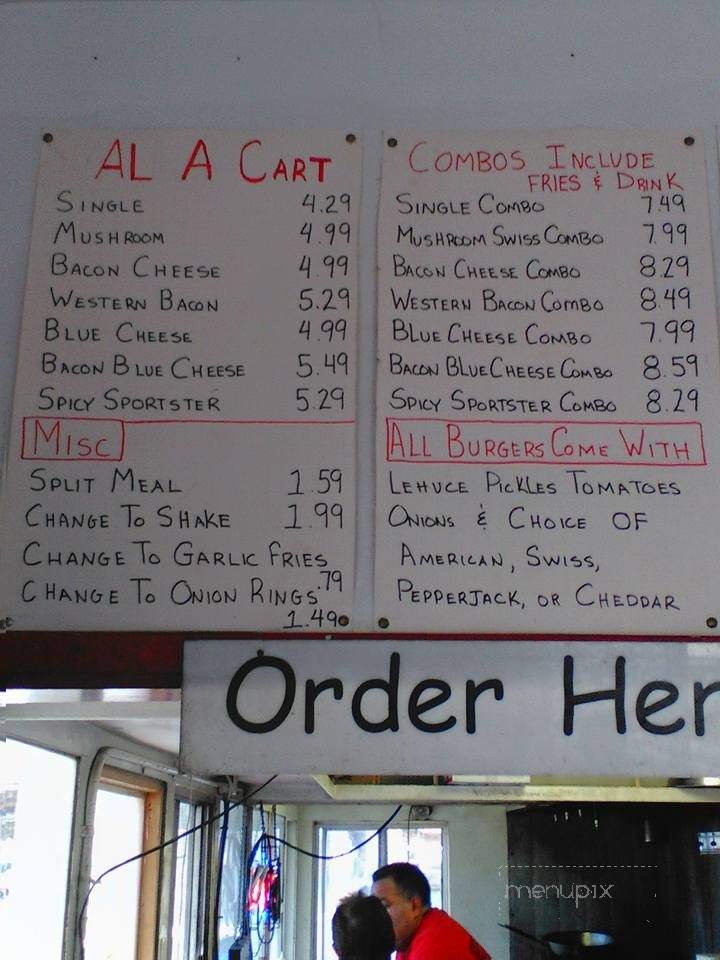 AL A CART
SINGLE 4.29
MUSHROOM 4.99
BACON CHEESE 4.99
WESTERN BACON 5.29
BLUE CHEESE 4.99
BACON BLUE CHEESE 5.49
SPICY SPORTSTER 5.29
MISC
SPLIT MEAL 1.59
CHANGE TO SHAKE 1.99
CHANGE TO GARLIC FRIES
.79
CHANGE TO ONION RINGS
1.49
COMBOS INCLUDE
FRIES & DRINK
SINGLE COMBO 7.49
MUSHROOM SWISS COMBO 7.99
BACON CHEESE COMBO 8.29
WESTERN BACON COMBO 8.49
BLUE CHEESE COMBO 7.99
BACON BLUE CHEESE COMBO 8.59
SPICY SPORTSTER COMBO 8.29
ALL BURGERS COME WITH
LEHUCE PICKLES TOMATOES
ONIONS & CHOICE OF
AMERICAN, SWISS,
PEPPERJACK, OR CHEDDAR
Order Her
menupix